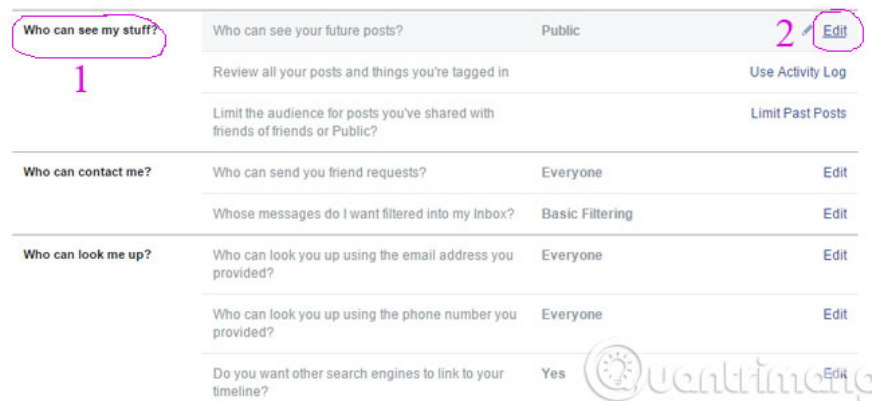 Who can see my stuff? Who can see your future posts? Public 2 Edit
1
Review all your posts and things you're tagged in Use Activity Log
Limit the audience for posts you've shared with Limit Past Posts
friends of friends or Public?
Who can contact me? Who can send you friend requests? Everyone Edit
Whose messages do I want filtered into my Inbox? Basic Filtering Edit
Who can look me up? Who can look you up using the email address you Everyone Edit
provided?
Who can look you up using the phone number you Everyone Edit
provided?
Do you want other search engines to link to your Yes Edit
timeline?
Quantrimang